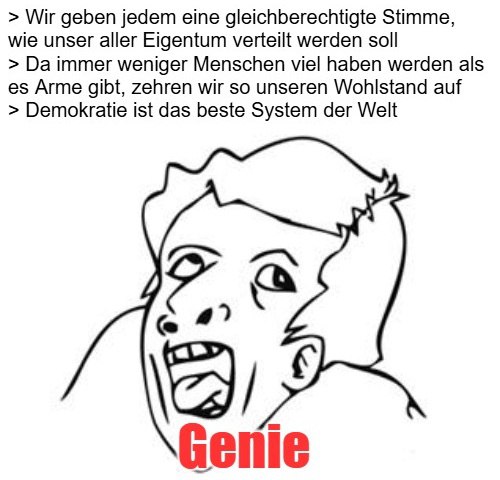 > Wir geben jedem eine gleichberechtigte Stimme,
wie unser aller Eigentum verteilt werden soll
> Da immer weniger Menschen viel haben werden als
es Arme gibt, zehren wir so unseren Wohlstand auf
> Demokratie ist das beste System der Welt
Genie